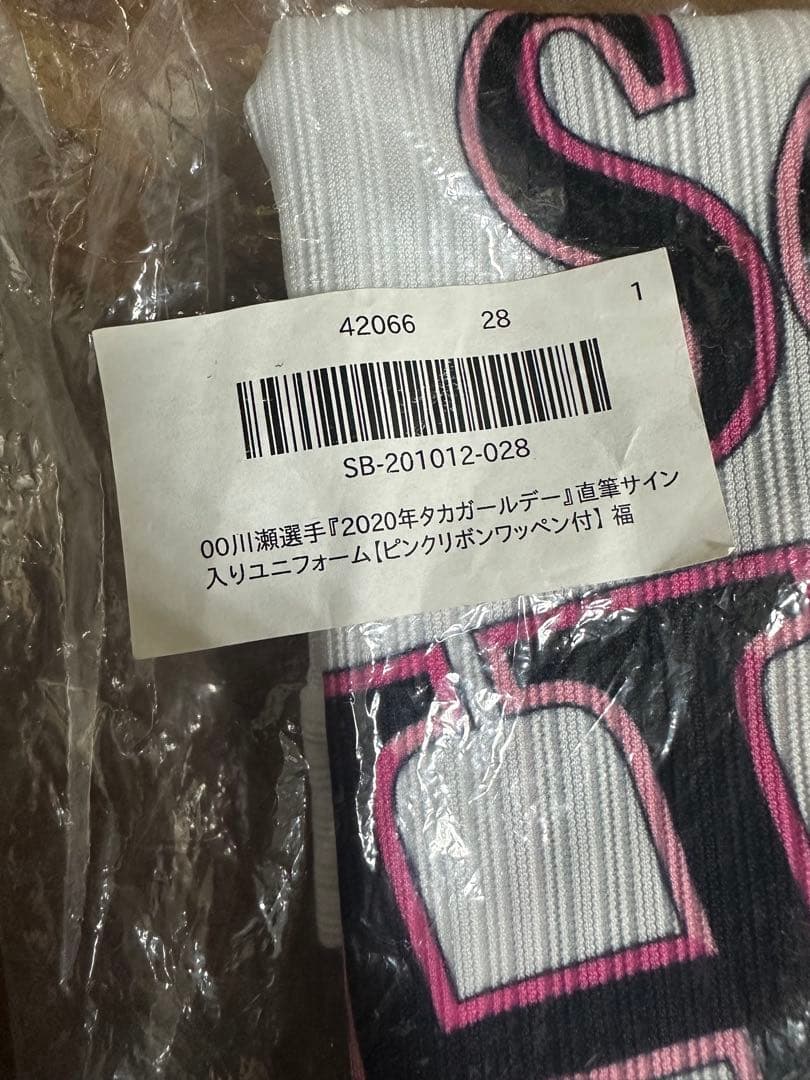 42066 28 1
SB-201012-028
00川瀬選手『2020年タカガールデー』直筆サイン
入りユニフォーム【ピンクリボンワッペン付】 福
S